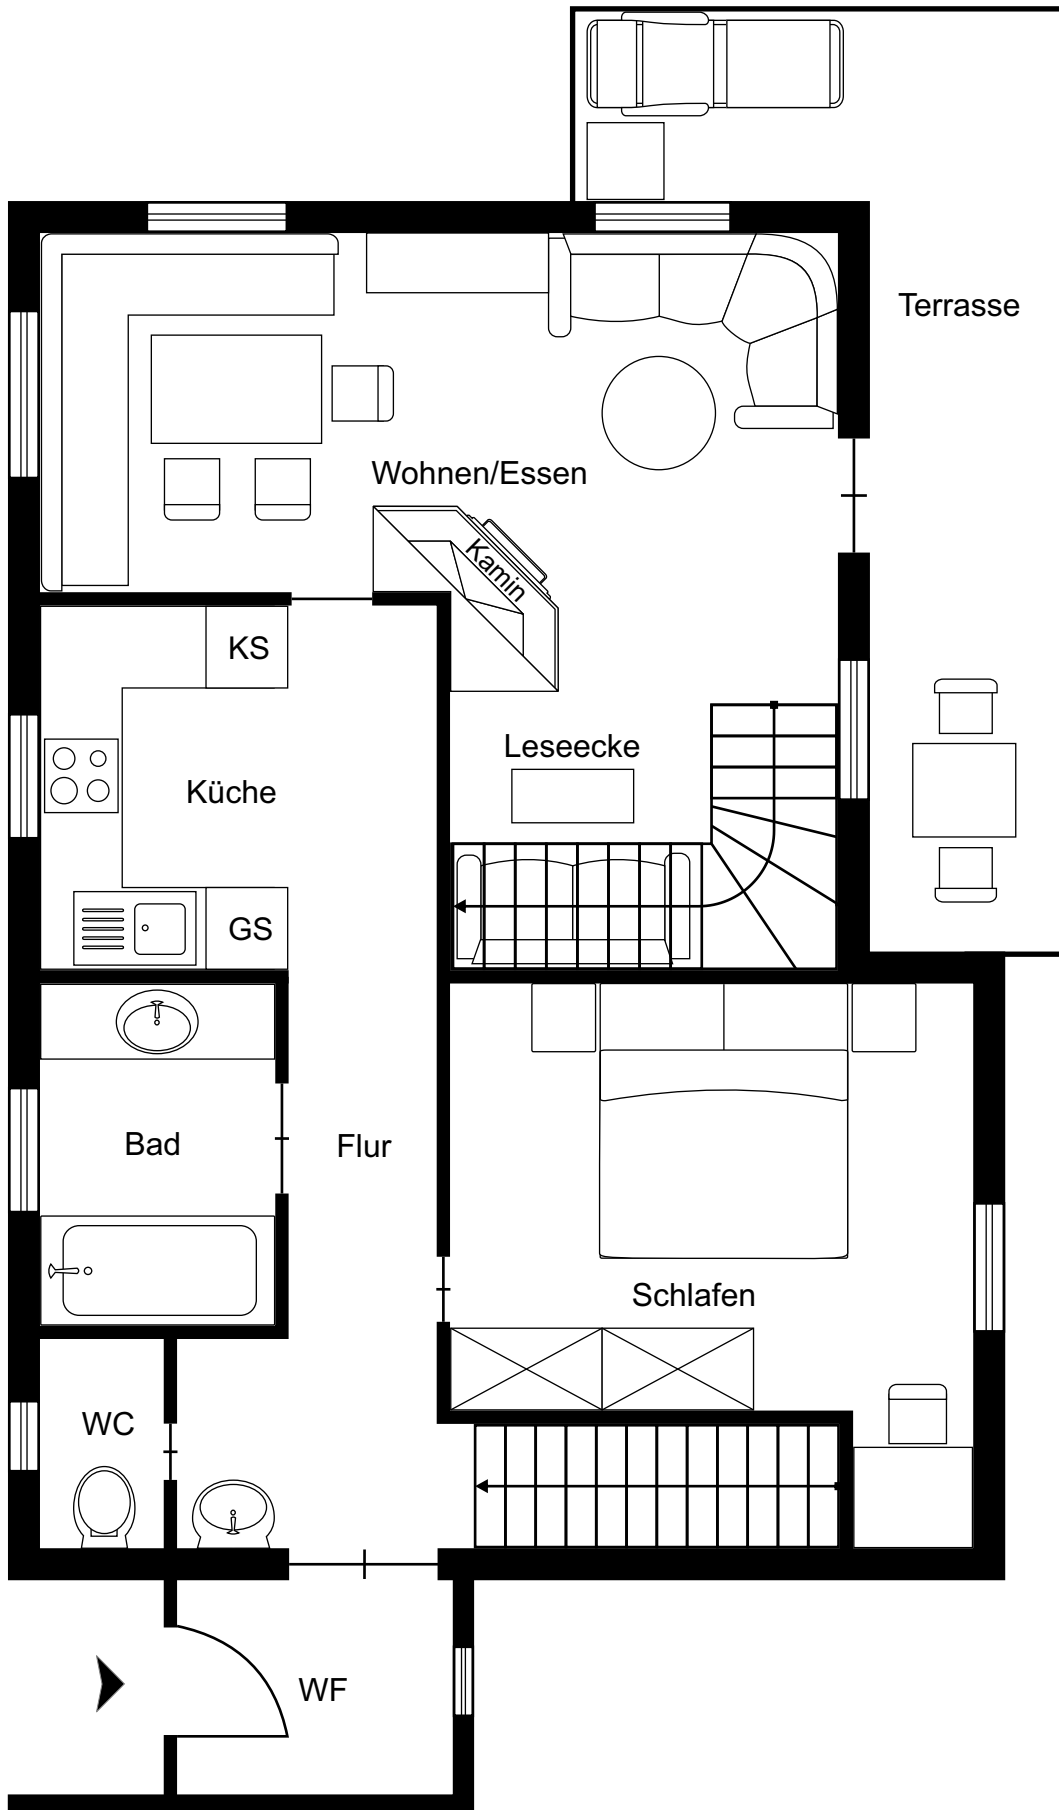 Terrasse
Wohnen/Essen
Kamin
KS
Leseecke
Küche
GS
Bad
Flur
Schlafen
WC
WF